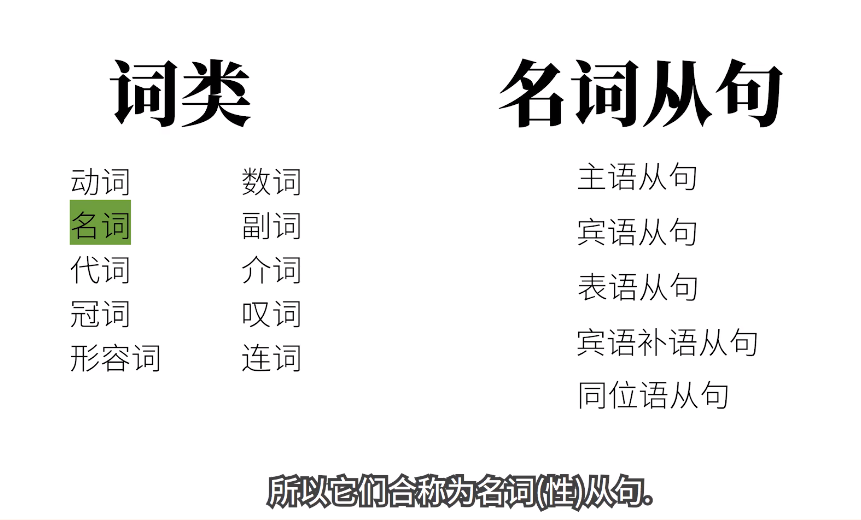 词类
动词
名词
代词
冠词
形容词
数词
副词
介词
叹词
连词
名词从句
主语从句
宾语从句
表语从句
宾语补语从句
同位语从句
所以它们合称为名词(性)从句.